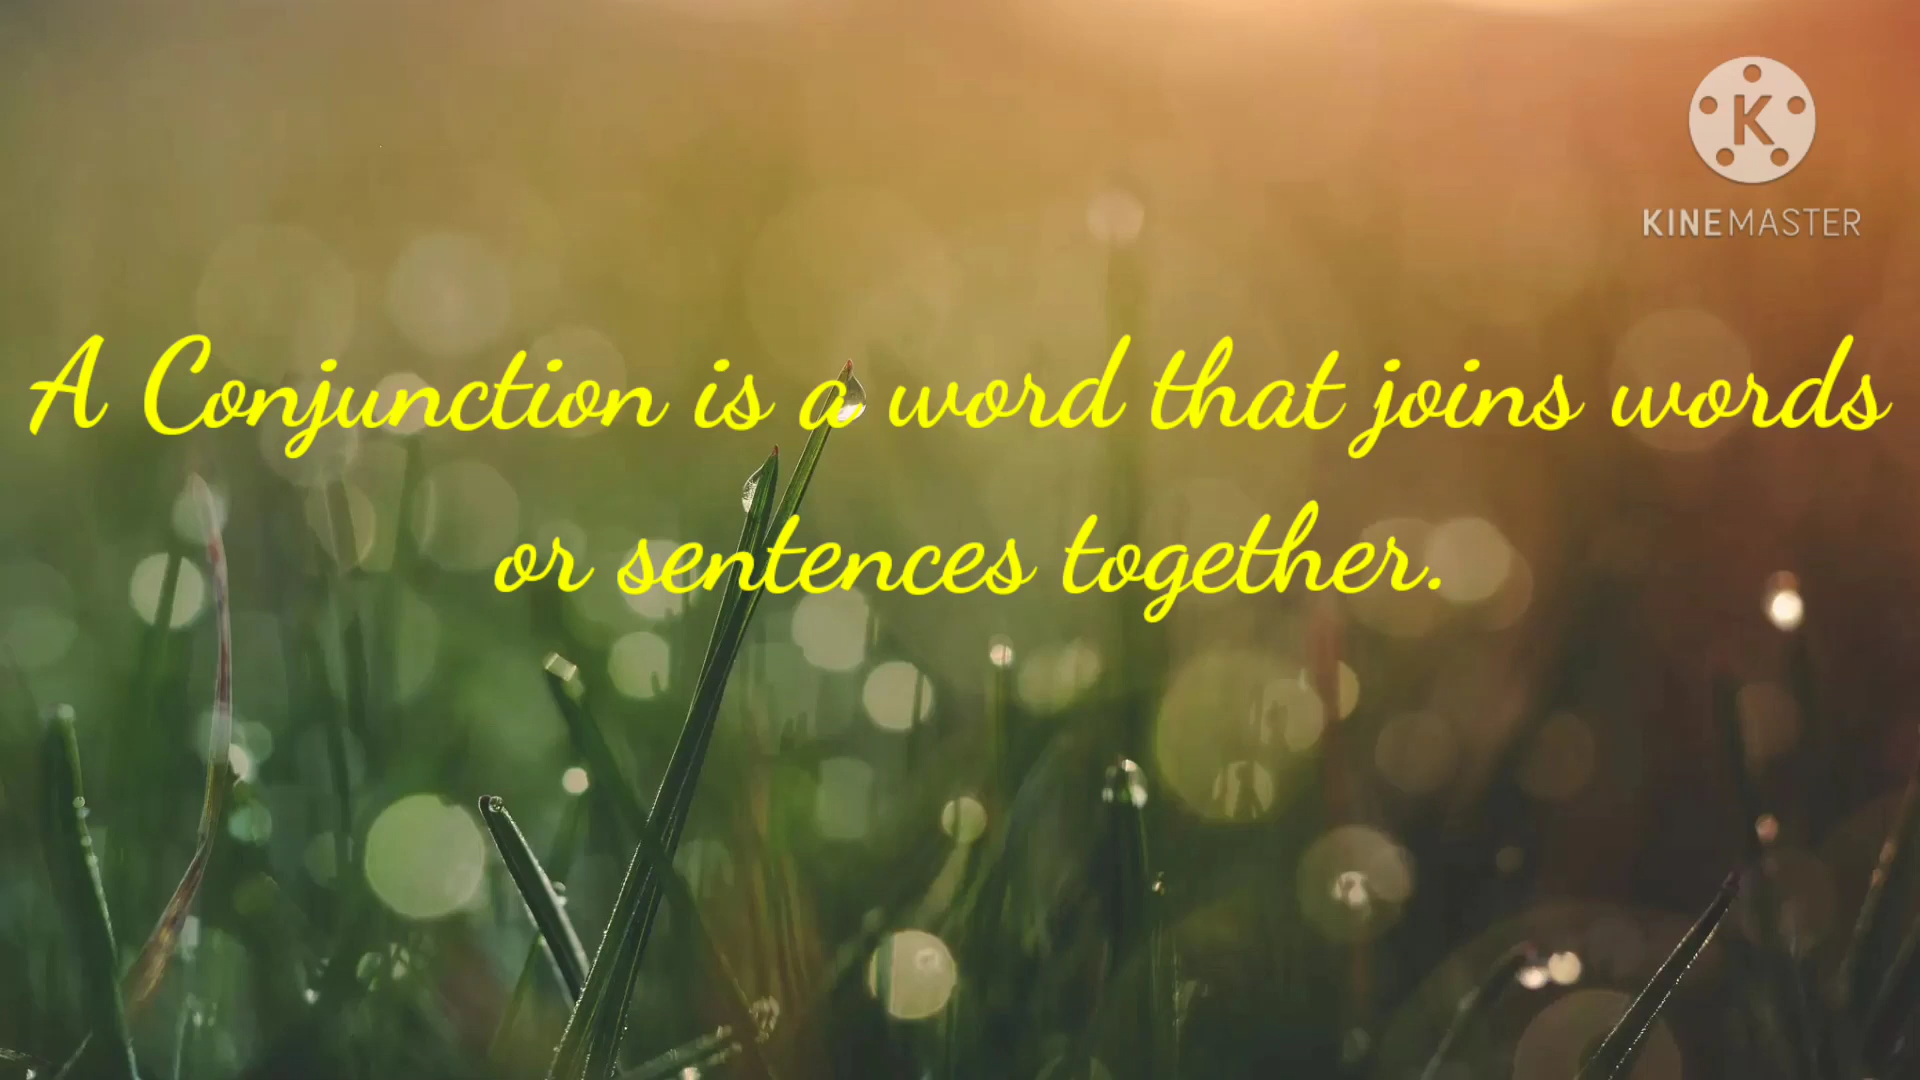 K
KINEMASTER
A Conjunction is a word that joins words
or sentences together.